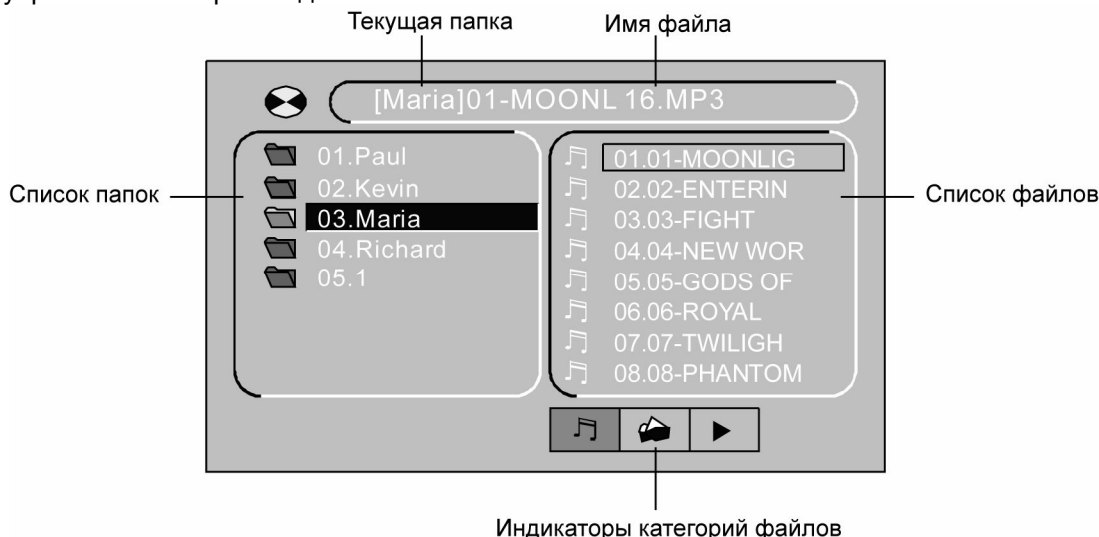 Текущая папка
Имя файла
[Maria]01-MOONL 16.MP3
Список папок
01.Paul
02.Kevin
03.Maria
04.Richard
05.1
01.01-MOONLIG
02.02-ENTERIN
03.03-FIGHT
04.04-NEW WOR
05.05-GODS OF
06.06-ROYAL
07.07-TWILIGH
08.08-PHANTOM
Список файлов
Индикаторы категорий файлов